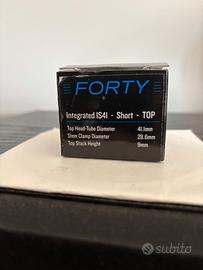 FORTY
Integrated IS41 - Short - TOP
Top Head-Tube Diameter 41.1mm
Stem Clamp Diameter 28.6mm
Top Stack Height 9mm
subito